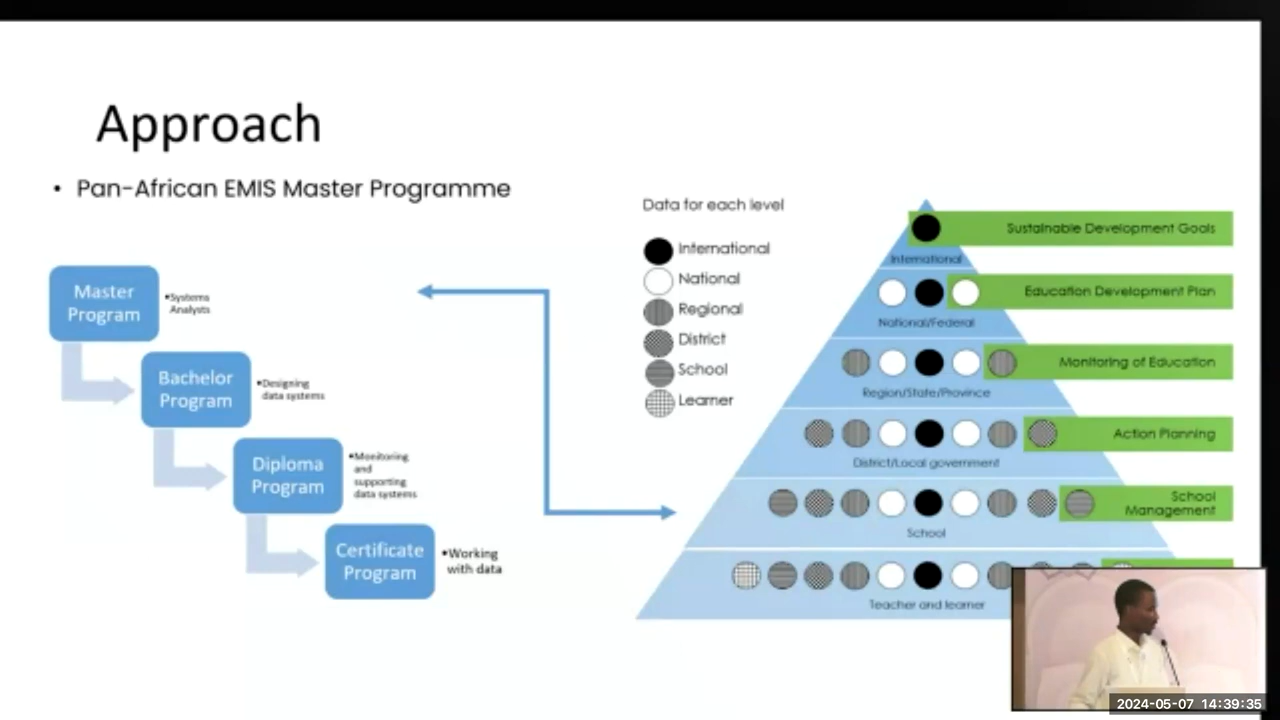 Approach
• Pan-African EMIS Master Programme
Master
Program
•Systems
Analysts
Bachelor
Program
•Designing
data systems
Diploma
Program
•Monitoring
and
supporting
data systems
Certificate
Program
•Working
with data
Data for each level
International
National
Regional
District
School
Learner
Sustainable Development Goals
International
Education Development Plan
National/Federal
Monitoring of Education
Region/State/Province
Action Planning
District/Local government
School
Management
School
Teacher and learner
2024-05-07 14:39:35